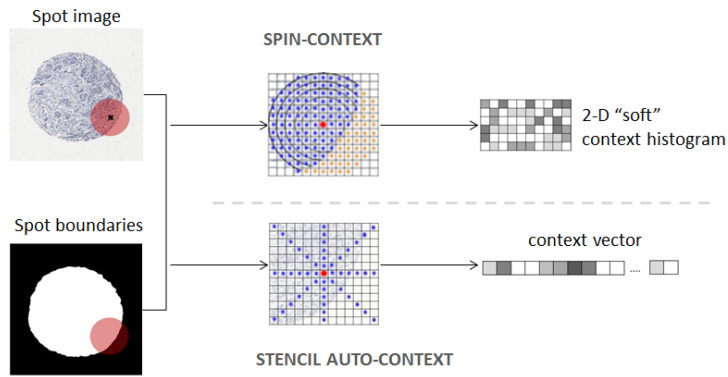 Spot image
SPIN-CONTEXT
2-D “soft”
context histogram
Spot boundaries
context vector
....
STENCIL AUTO-CONTEXT